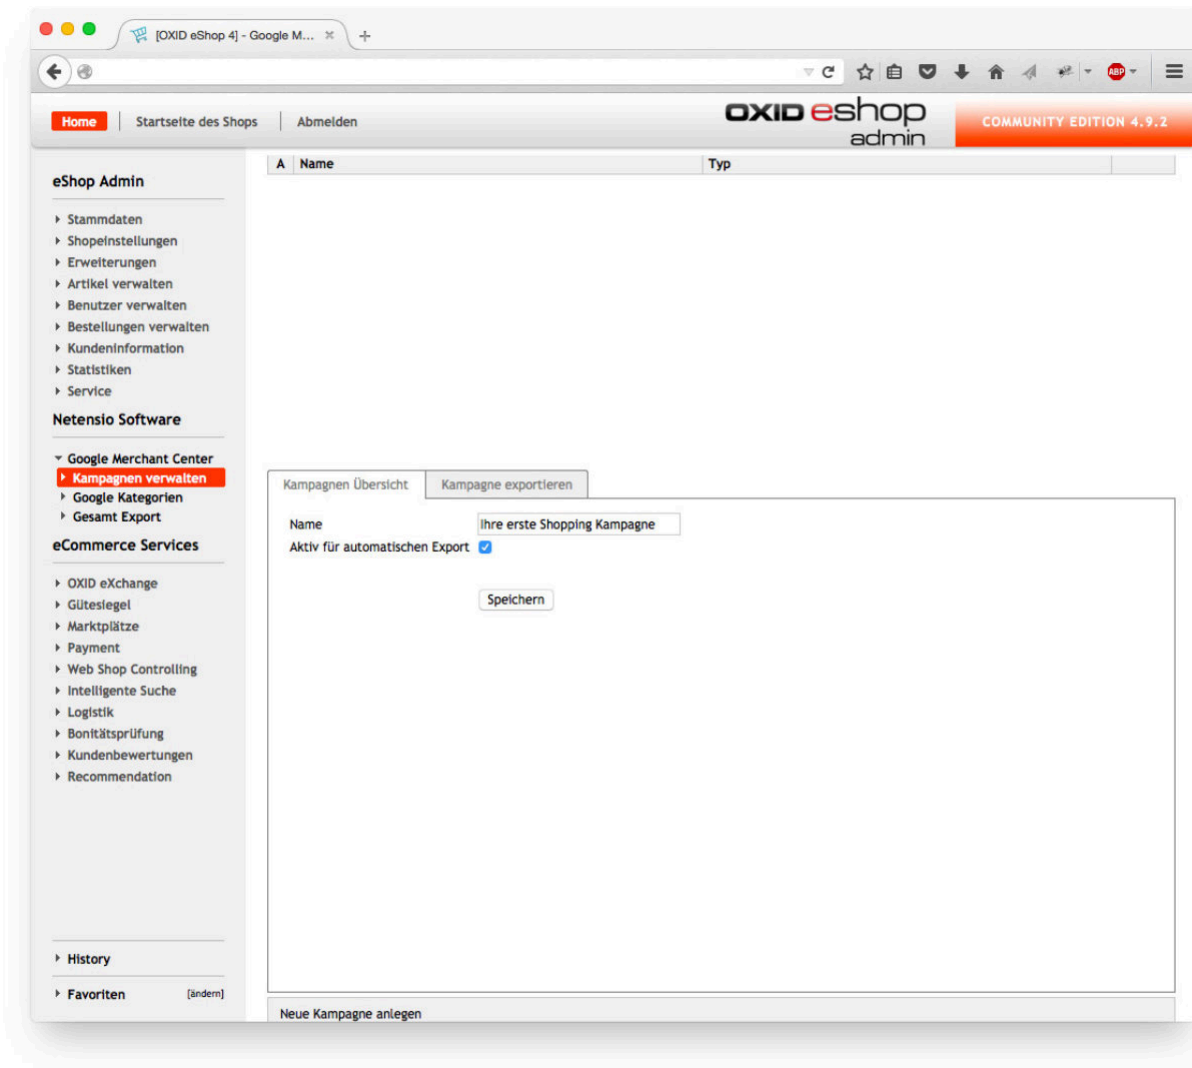 [OXID eShop 4] - Google M...
ABP
Home
Startseite des Shops
Abmelden
OXID eshop
admin
COMMUNITY EDITION 4.9.2
A Name Typ
eShop Admin
Stammdaten
Shopeinstellungen
Erweiterungen
Artikel verwalten
Benutzer verwalten
Bestellungen verwalten
Kundeninformation
Statistiken
Service
Netensio Software
Google Merchant Center
Kampagnen verwalten
Google Kategorien
Gesamt Export
eCommerce Services
OXID eXchange
Gütesiegel
Marktplätze
Payment
Web Shop Controlling
Intelligente Suche
Logistik
Bonitätsprüfung
Kundenbewertungen
Recommendation
History
Favoriten [ändern]
Kampagnen Übersicht
Kampagne exportieren
Name Ihre erste Shopping Kampagne
Aktiv für automatischen Export
Speichern
Neue Kampagne anlegen